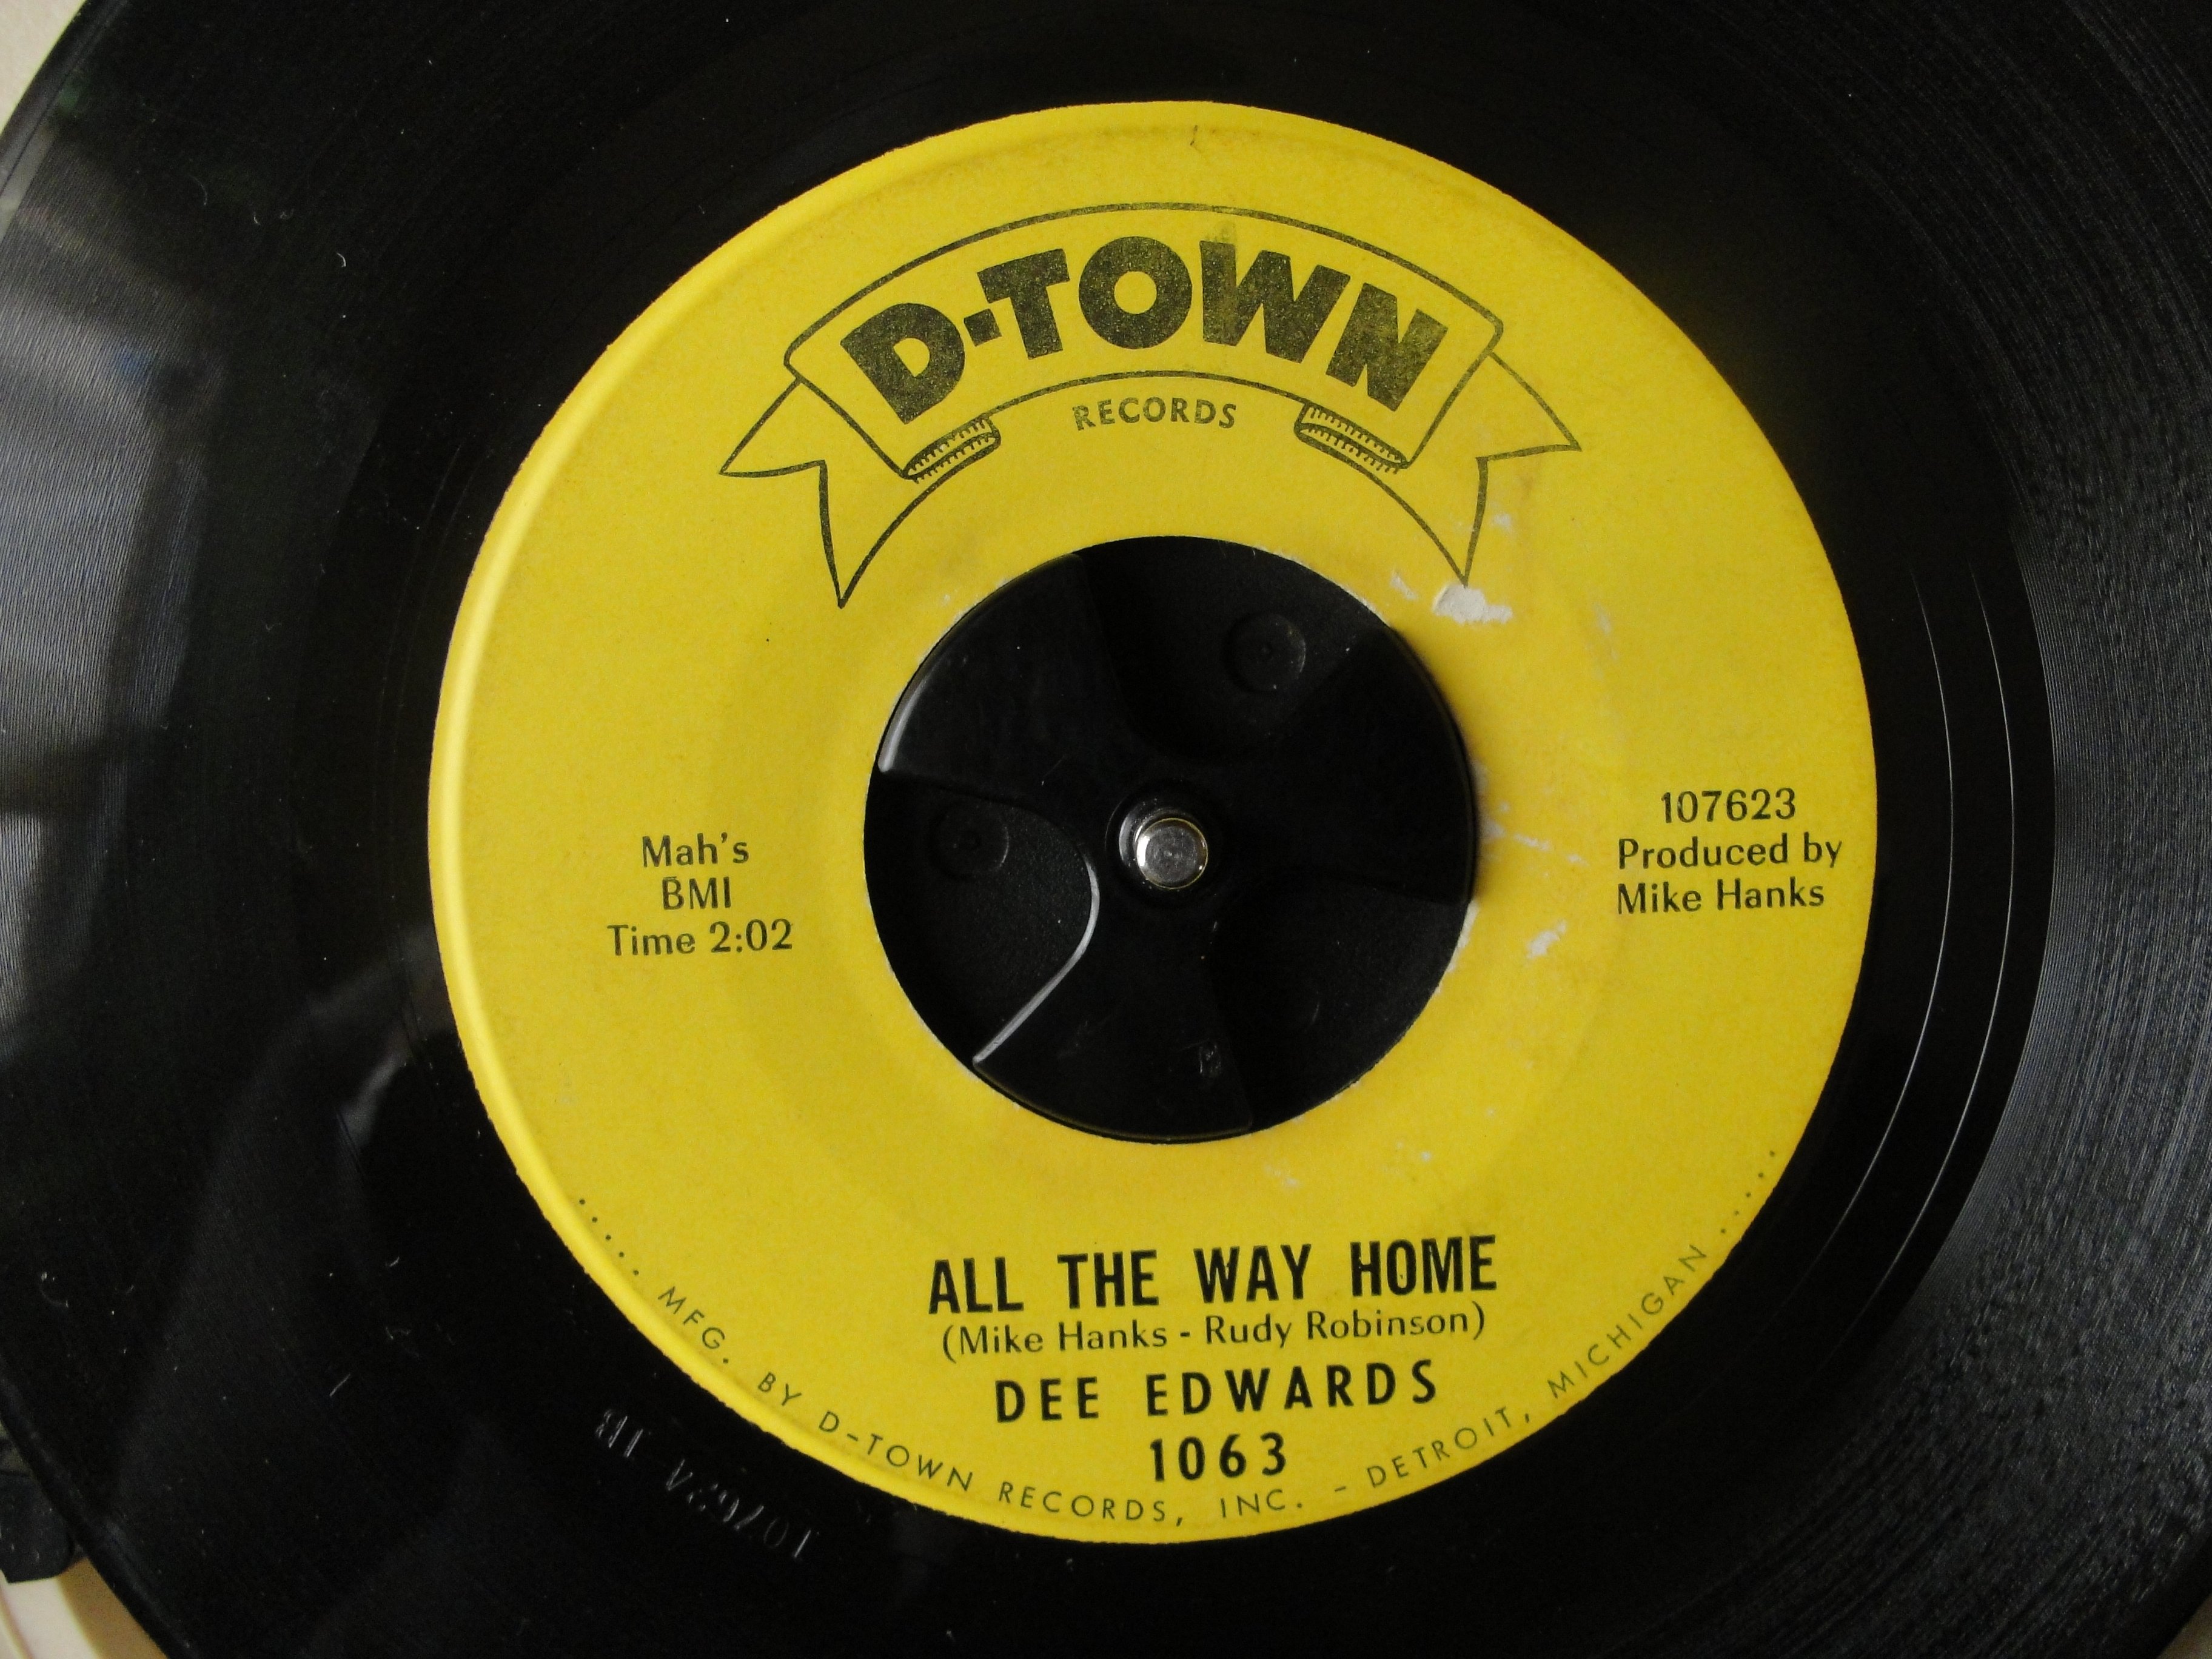 D-TOWN
RECORDS
Mah's
BMI
Time 2:02
107623
Produced by
Mike Hanks
ALL THE WAY HOME
(Mike Hanks - Rudy Robinson)
DEE EDWARDS
1063
..... MFG. BY D-TOWN RECORDS, INC. - DETROIT, MICHIGAN .....